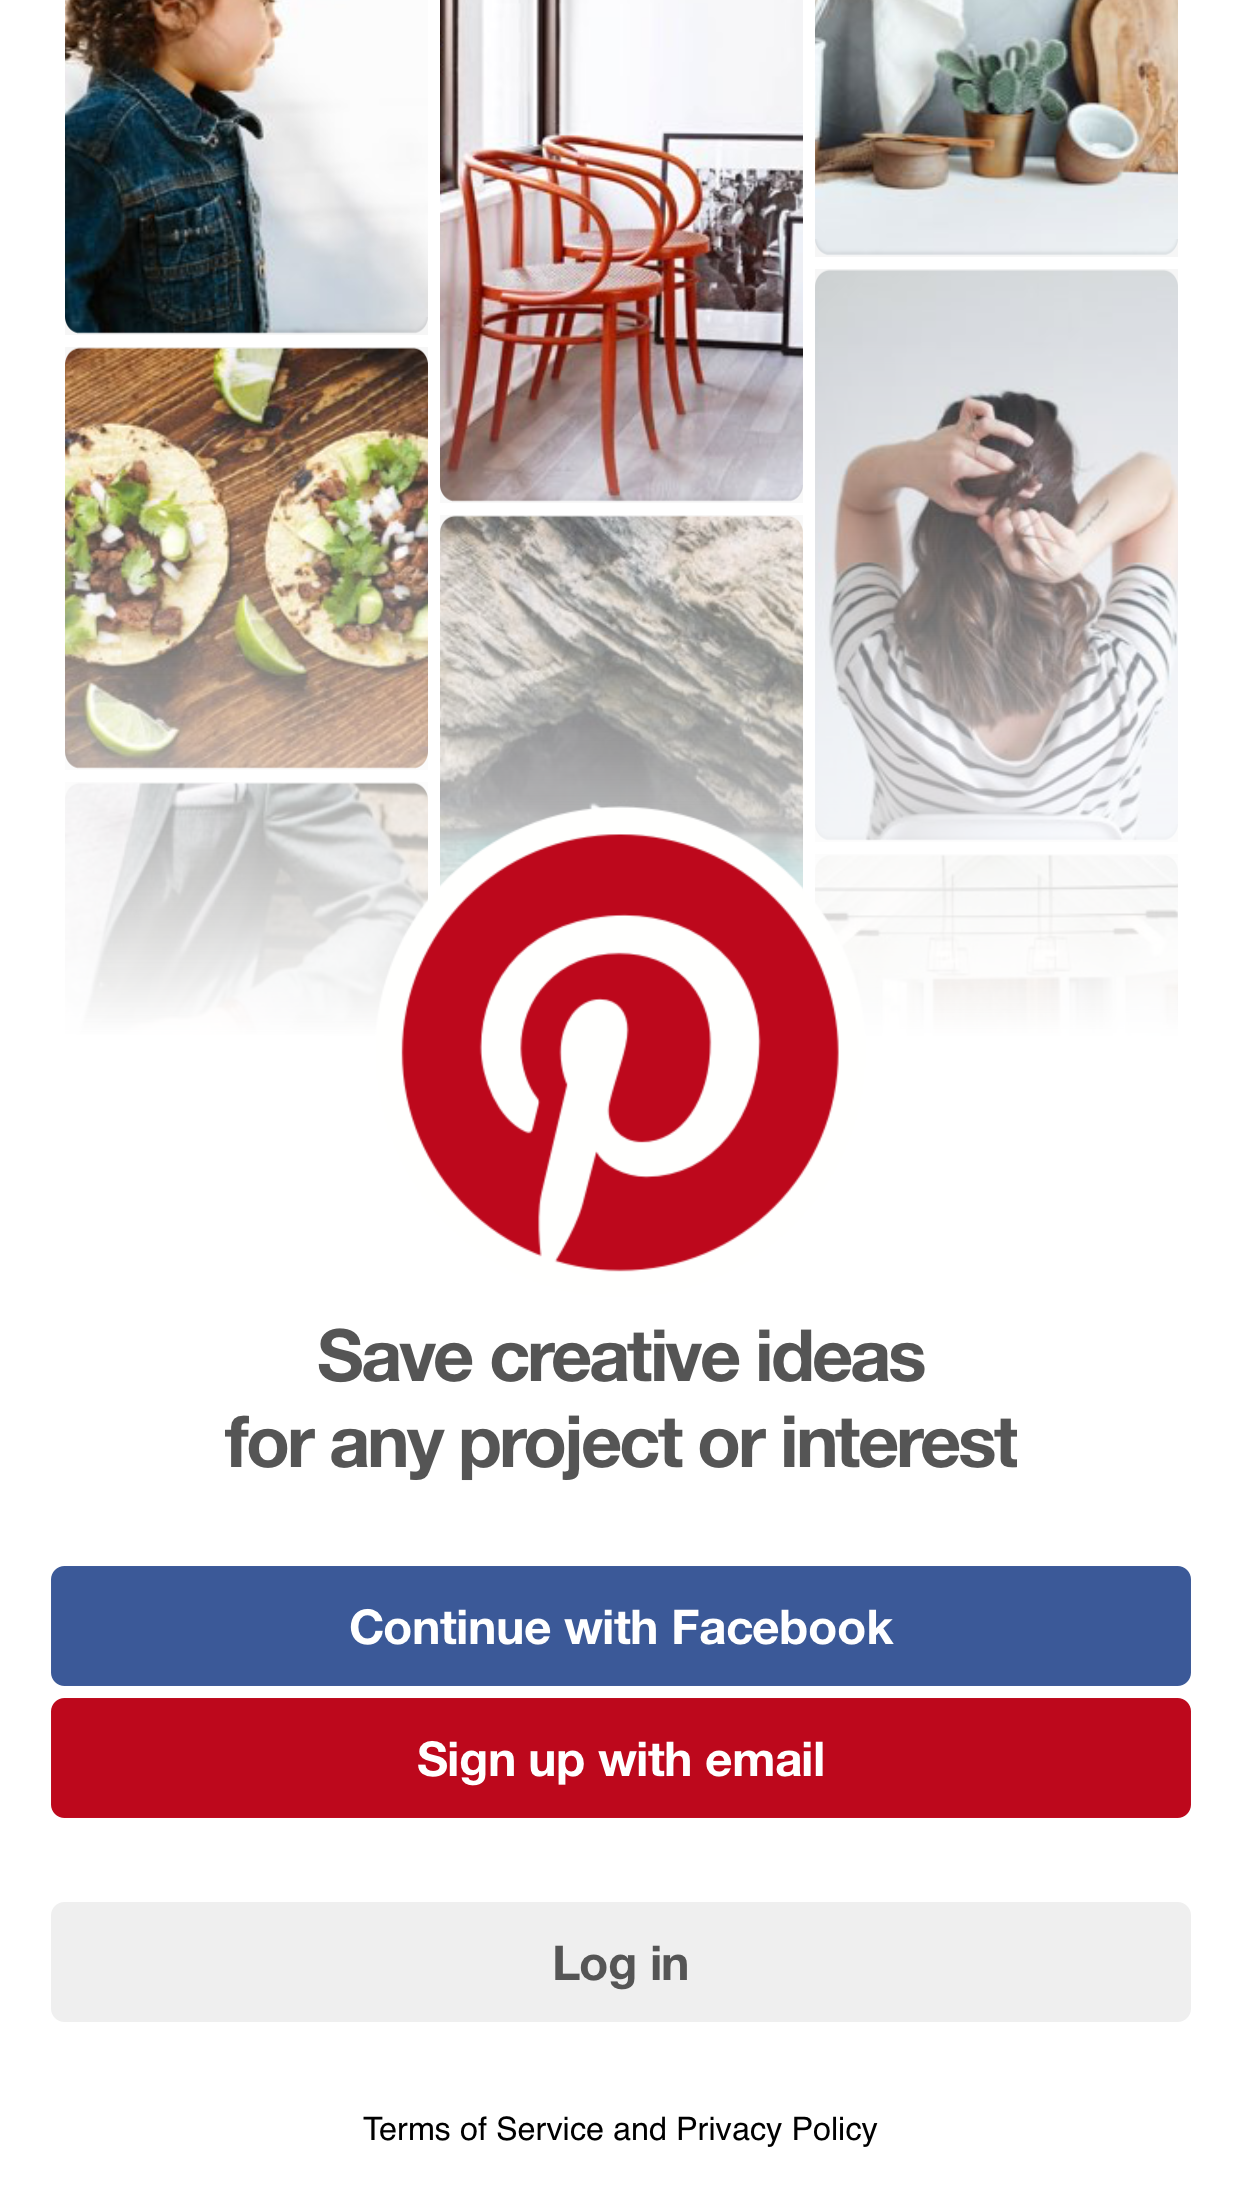 Save creative ideas
for any project or interest
Continue with Facebook
Sign up with email
Log in
Terms of Service and Privacy Policy